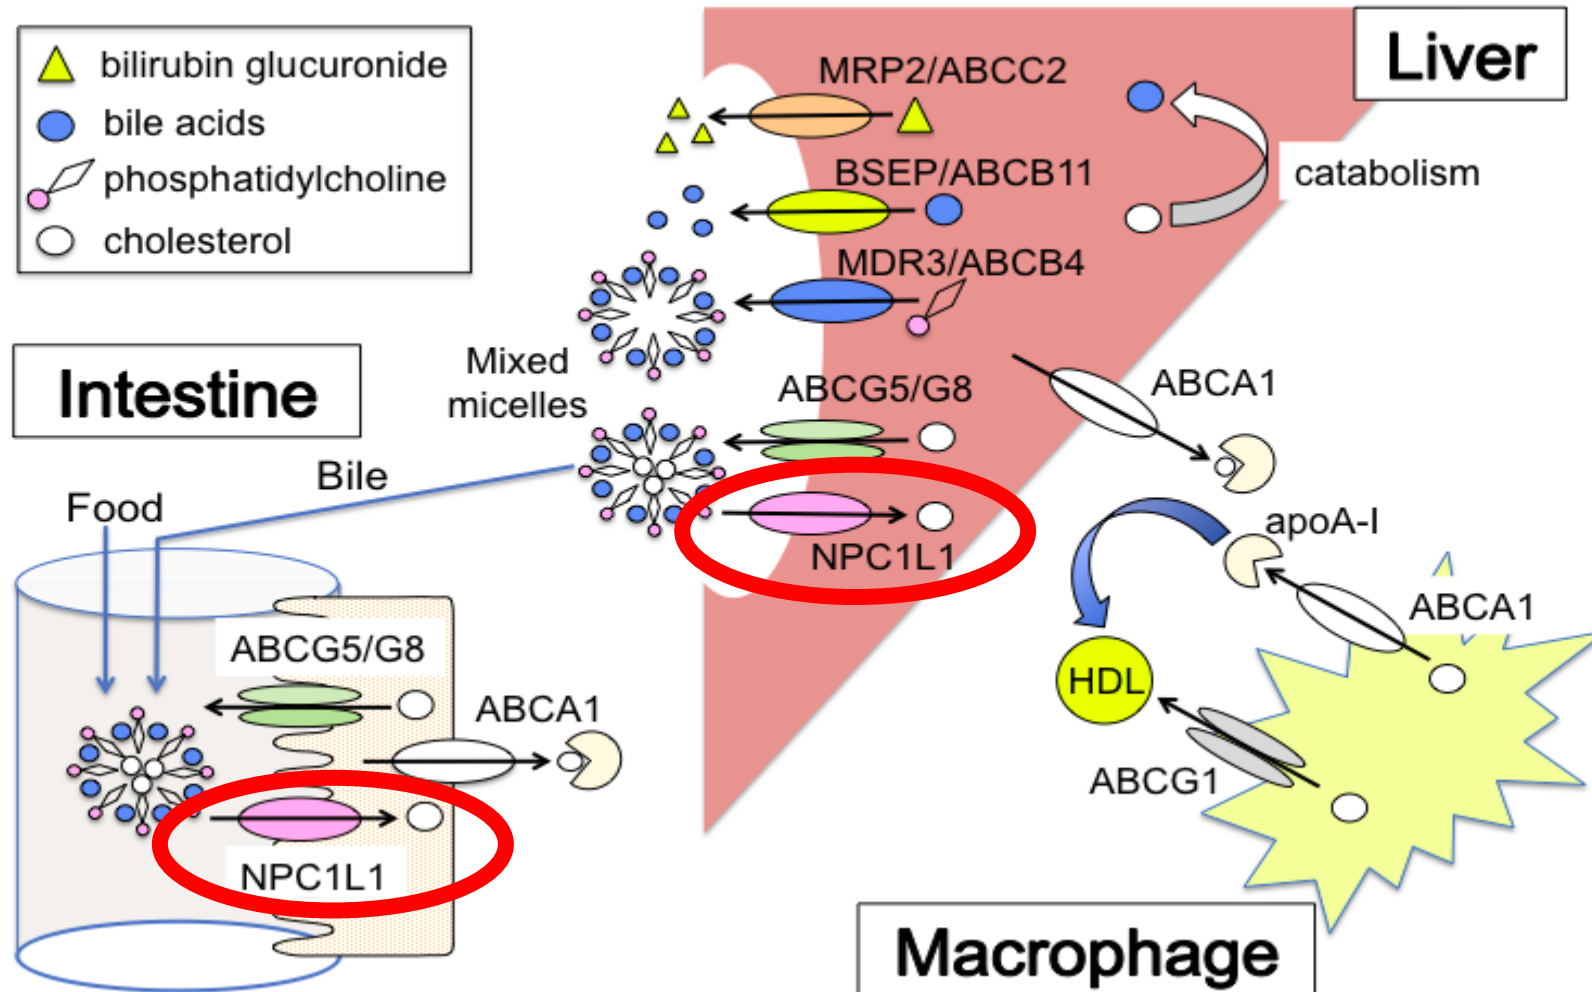 bilirubin glucuronide
bile acids
phosphatidylcholine
cholesterol
Liver
MRP2/ABCC2
BSEP/ABCB11
catabolism
MDR3/ABCB4
Intestine
Mixed
micelles
ABCG5/G8
ABCA1
Bile
Food
NPC1L1
apoA-I
ABCA1
HDL
ABCG1
ABCG5/G8
ABCA1
NPC1L1
Macrophage